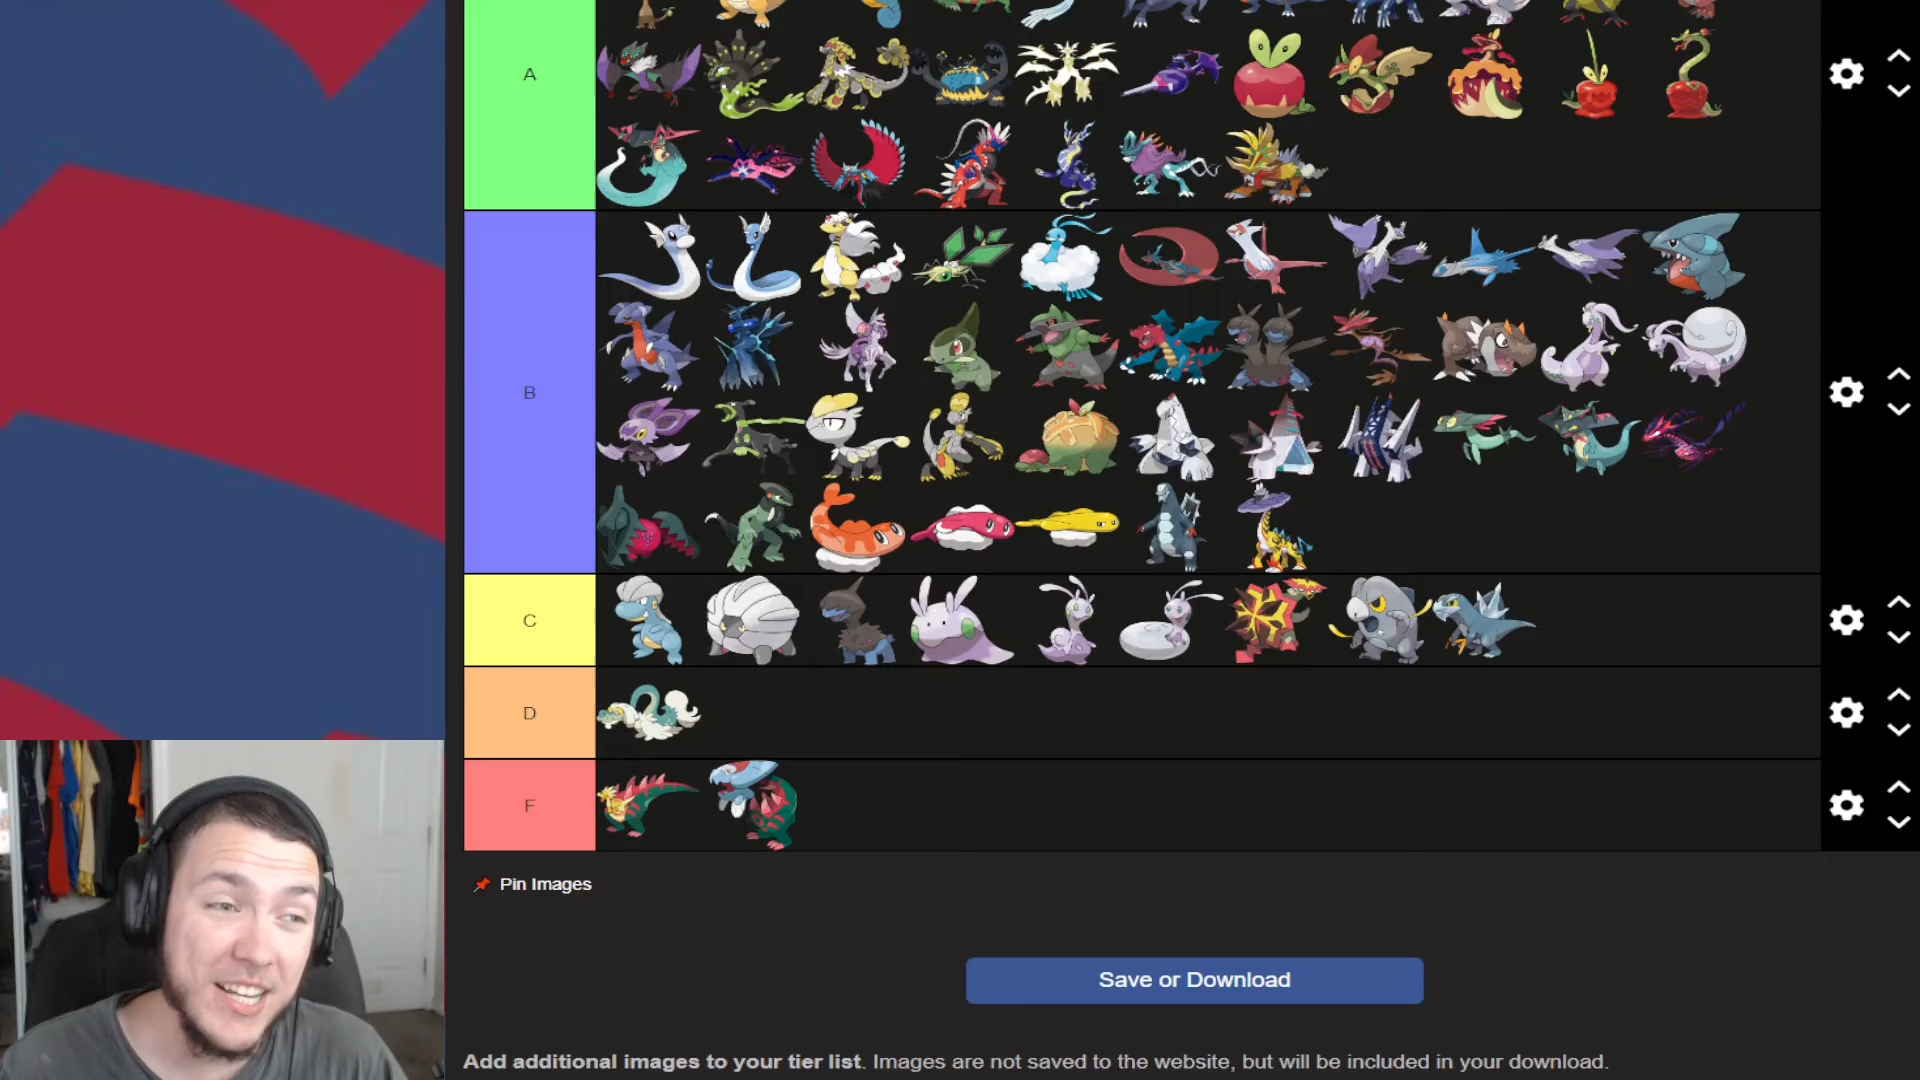 A
B
C
D
F
Pin Images
Save or Download
Add additional images to your tier list. Images are not saved to the website, but will be included in your download.